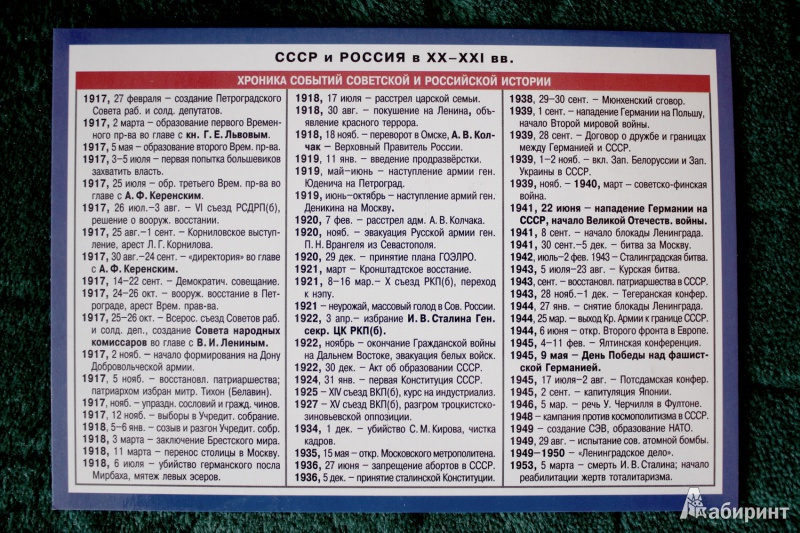 СССР и РОССИЯ в XX–XXI вв.
ХРОНИКА СОБЫТИЙ СОВЕТСКОЙ И РОССИЙСКОЙ ИСТОРИИ
1917, 27 февраля – создание Петроградского
Совета раб. и солд. депутатов.
1917, 2 марта – образование первого Времен-
ного пр-ва во главе с кн. Г. Е. Львовым.
1917, 5 мая – образование второго Врем. пр-ва.
1917, 3–5 июля – первая попытка большевиков
захватить власть.
1917, 25 июля – обр. третьего Врем. пр-ва во
главе с А. Ф. Керенским.
1917, 26 июл.–3 авг. – VI съезд РСДРП(б),
решение о вооруж. восстании.
1917, 25 авг.–1 сент. – Корниловское выступ-
ление, арест Л. Г. Корнилова.
1917, 30 авг.–24 сент. – «директория» во главе
с А. Ф. Керенским.
1917, 14–22 сент. – Демократич. совещание.
1917, 24–26 окт. – вооруж. восстание в Пет-
рограде, арест Врем. прав-ва.
1917, 25–26 окт. – Всерос. съезд Советов раб.
и солд. деп., создание Совета народных
комиссаров во главе с В. И. Лениным.
1917, 2 нояб. – начало формирования на Дону
Добровольческой армии.
1917, 5 нояб. – восстановл. патриаршества;
патриархом избран митр. Тихон (Белавин).
1917, нояб. – упраздн. сословий и гражд. чинов.
1917, 12 нояб. – выборы в Учредит. собрание.
1918, 5–6 янв. – созыв и разгон Учредит. собр.
1918, 3 марта – заключение Брестского мира.
1918, 11 марта – перенос столицы в Москву.
1918, 6 июля – убийство германского посла
Мирбаха, мятеж левых эсеров.
1918, 17 июля – расстрел царской семьи.
1918, 30 авг. – покушение на Ленина, объ-
явление красного террора.
1918, 18 нояб. – переворот в Омске, А. В. Кол-
чак – Верховный Правитель России.
1919, 11 янв. – введение продразвёрстки.
1919, май–июнь – наступление армии ген.
Юденича на Петроград.
1919, июнь–октябрь – наступление армий ген.
Деникина на Москву.
1920, 7 фев. – расстрел адм. А. В. Колчака.
1920, нояб. – эвакуация Русской армии ген.
П. Н. Врангеля из Севастополя.
1920, 29 дек. – принятие плана ГОЭЛРО.
1921, март – Кронштадтское восстание.
1921, 8–16 мар.– X съезд РКП(б), переход
к нэпу.
1921 – неурожай, массовый голод в Сов. России.
1922, 3 апр.– избрание И. В. Сталина Ген.
секр. ЦК РКП(б).
1922, ноябрь – окончание Гражданской войны
на Дальнем Востоке, эвакуация белых войск.
1922, 30 дек. – Акт об образовании СССР.
1924, 31 янв. – первая Конституция СССР.
1925 – XIV съезд ВКП(б), курс на индустриализ.
1927 – XV съезд ВКП(б), разгром троцкистско-
зиновьевской оппозиции.
1934, 1 дек. – убийство С. М. Кирова, чистка
кадров.
1935, 15 мая – откр. Московского метрополитена.
1936, 27 июня – запрещение абортов в СССР.
1936, 5 дек. – принятие сталинской Конституции.
1938, 29–30 сент. – Мюнхенский сговор.
1939, 1 сент. – нападение Германии на Польшу,
начало Второй мировой войны.
1939, 28 сент. – Договор о дружбе и границах
между Германией и СССР.
1939, 1–2 нояб. – вкл. Зап. Белоруссии и Зап.
Украины в СССР.
1939, нояб. – 1940, март – советско-финская
война.
1941, 22 июня – нападение Германии на
СССР, начало Великой Отечеств. войны.
1941, 8 сент. – начало блокады Ленинграда.
1941, 30 сент.–5 дек. – битва за Москву.
1942, июль–2 фев. 1943 – Сталинградская битва.
1943, 5 июля–23 авг. – Курская битва.
1943, сент. – восстановл. патриаршества в СССР.
1943, 28 нояб.–1 дек. – Тегеранская конфер.
1944, 27 янв. – снятие блокады Ленинграда.
1944, 25 мар. – выход Кр. Армии к границе СССР.
1944, 6 июня – откр. Второго фронта в Европе.
1945, 4–11 фев. – Ялтинская конференция.
1945, 9 мая – День Победы над фашист-
ской Германией.
1945, 17 июля–2 авг. – Потсдамская конфер.
1945, 2 сент. – капитуляция Японии.
1946, 5 мар. – речь У. Черчилля в Фултоне.
1948 – кампания против космополитизма в СССР.
1949 – создание СЭВ, образование НАТО.
1949, 29 авг. – испытание сов. атомной бомбы.
1949–1950 – «Ленинградское дело».
1953, 5 марта – смерть И. В. Сталина; начало
реабилитации жертв тоталитаризма.
Лабиринт